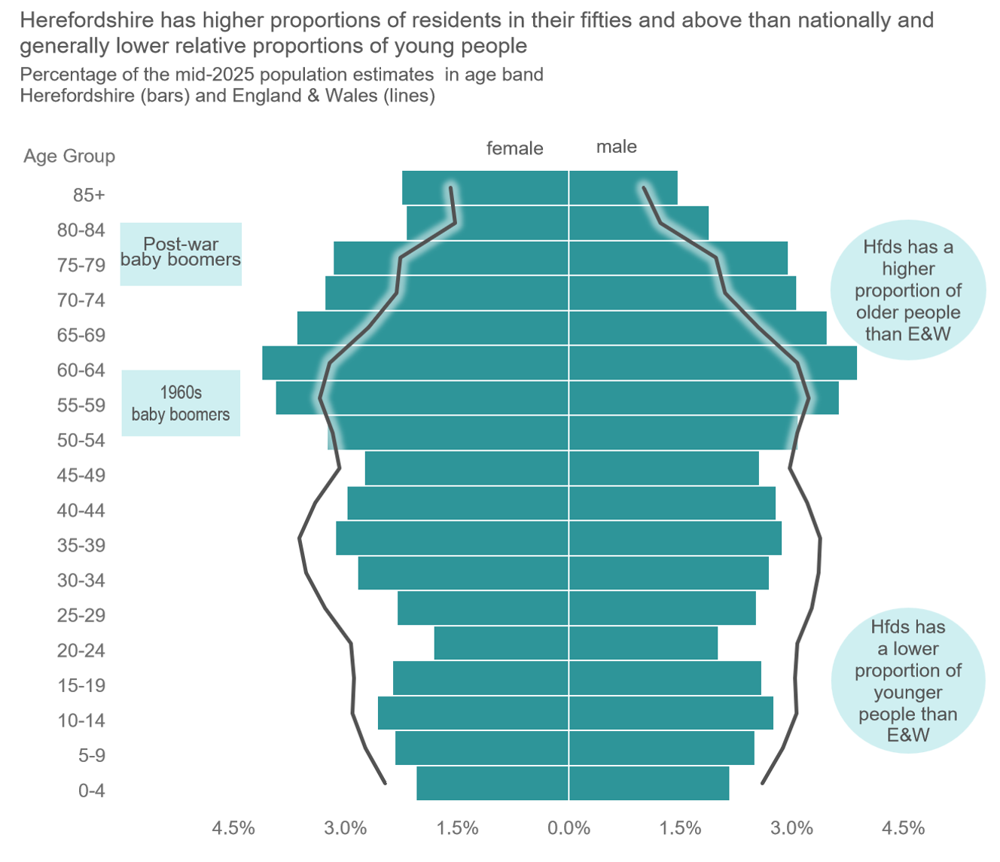 Herefordshire has higher proportions of residents in their fifties and above than nationally and
generally lower relative proportions of young people
Percentage of the mid-2025 population estimates  in age band
Herefordshire (bars) and England & Wales (lines)
female
male
Age Group
85+
80-84
75-79
70-74
65-69
60-64
55-59
50-54
45-49
40-44
35-39
30-34
25-29
20-24
15-19
10-14
5-9
0-4
Post-war
baby boomers
1960s
baby boomers
Hfds has a
higher
proportion of
older people
than E&W
Hfds has
a lower
proportion of
younger
people than
E&W
4.5%
3.0%
1.5%
0.0%
1.5%
3.0%
4.5%